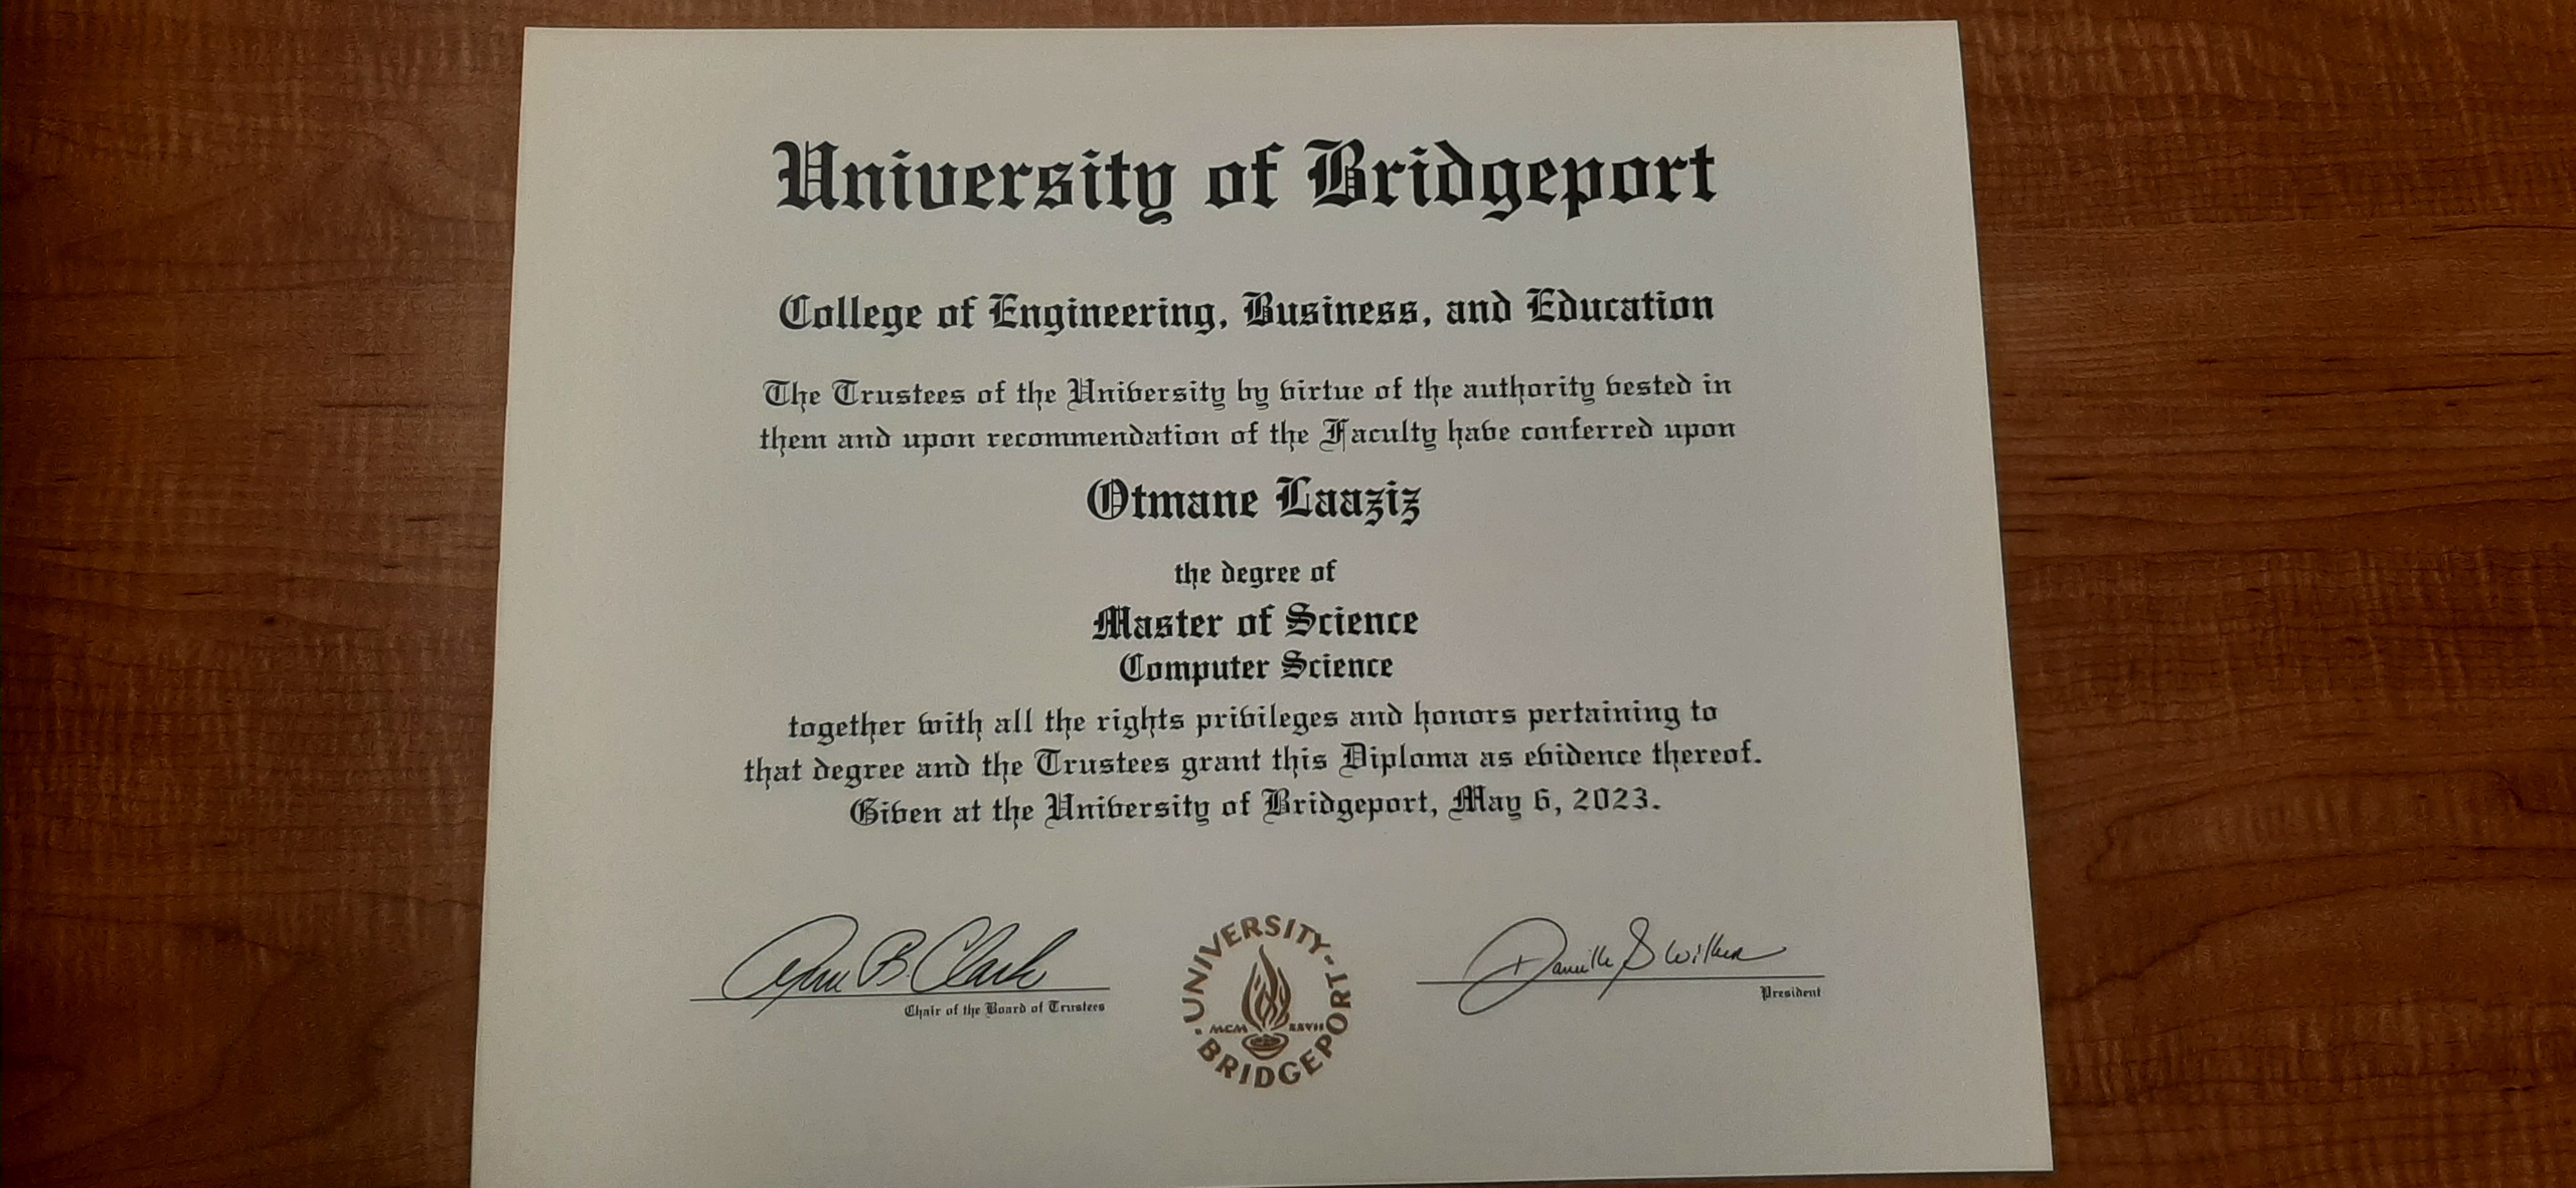 University of Bridgeport
College of Engineering, Business, and Education
The Trustees of the University by virtue of the authority vested in
them and upon recommendation of the Faculty have conferred upon
Otmane Laaziz
the degree of
Master of Science
Computer Science
together with all the rights privileges and honors pertaining to
that degree and the Trustees grant this Diploma as evidence thereof.
Given at the University of Bridgeport, May 6, 2023.
B. Clark
Chair of the Board of Trustees
UNIVERSITY OF BRIDGEPORT
MCM XXVII
Danielle S Wilken
President